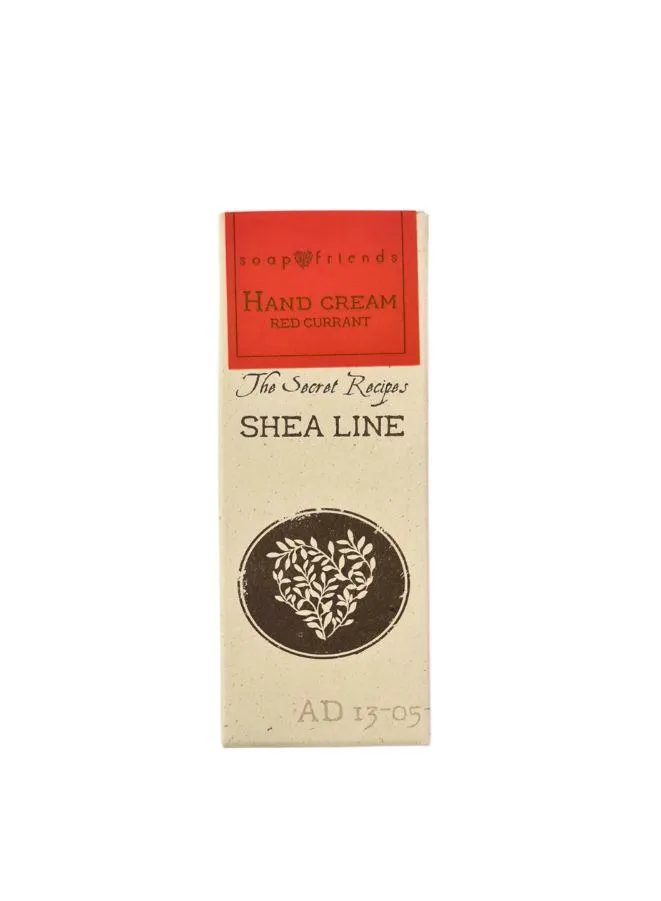 soap friends
HAND CREAM
RED CURRANT
The Secret Recipes
SHEA LINE
AD 13-05-